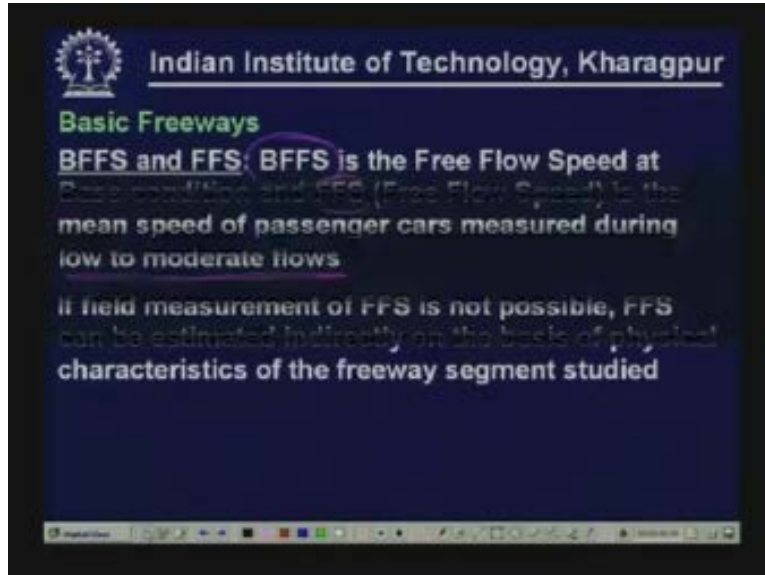 Indian Institute of Technology, Kharagpur
Basic Freeways
BFFS and FFS: BFFS is the Free Flow Speed at
Base condition and FFS (Free Flow Speed) is the
mean speed of passenger cars measured during
low to moderate flows
If field measurement of FFS is not possible, FFS
can be estimated indirectly on the basis of physical
characteristics of the freeway segment studied